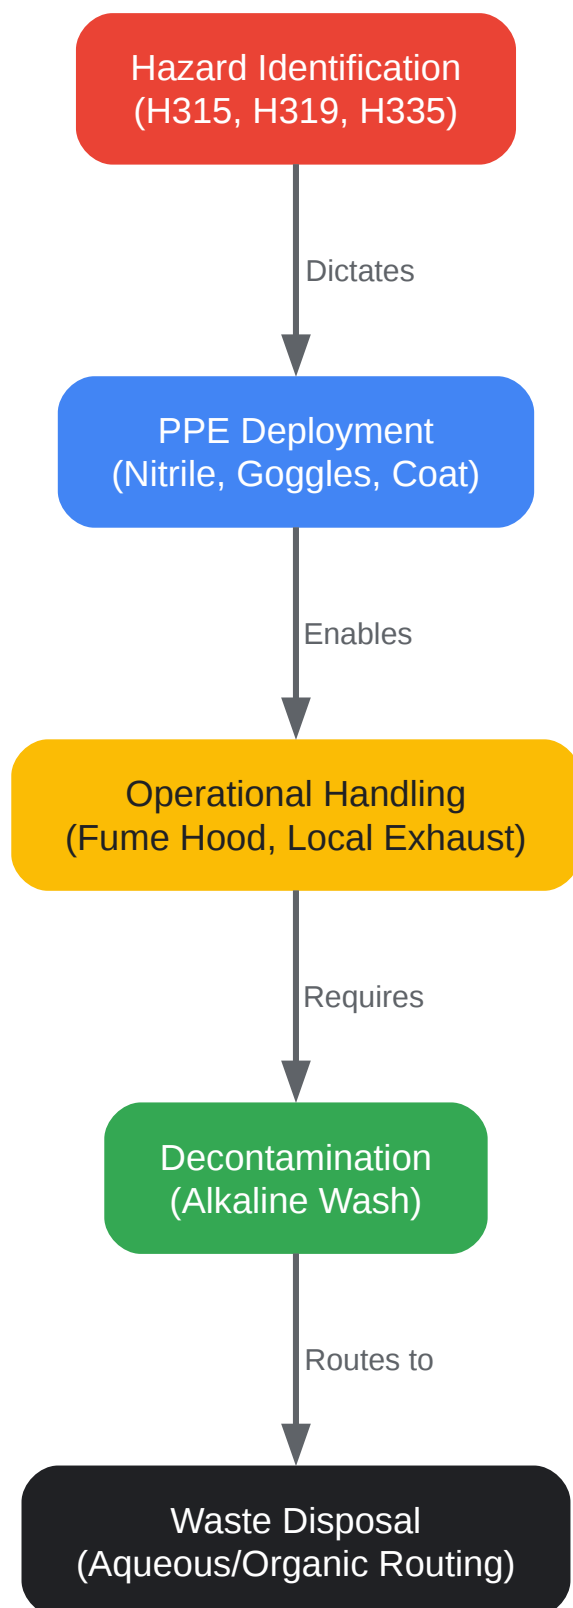 Hazard Identification
(H315, H319, H335)
Dictates
PPE Deployment
(Nitrile, Goggles, Coat)
Enables
Operational Handling
(Fume Hood, Local Exhaust)
Requires
Decontamination
(Alkaline Wash)
Routes to
Waste Disposal
(Aqueous/Organic Routing)